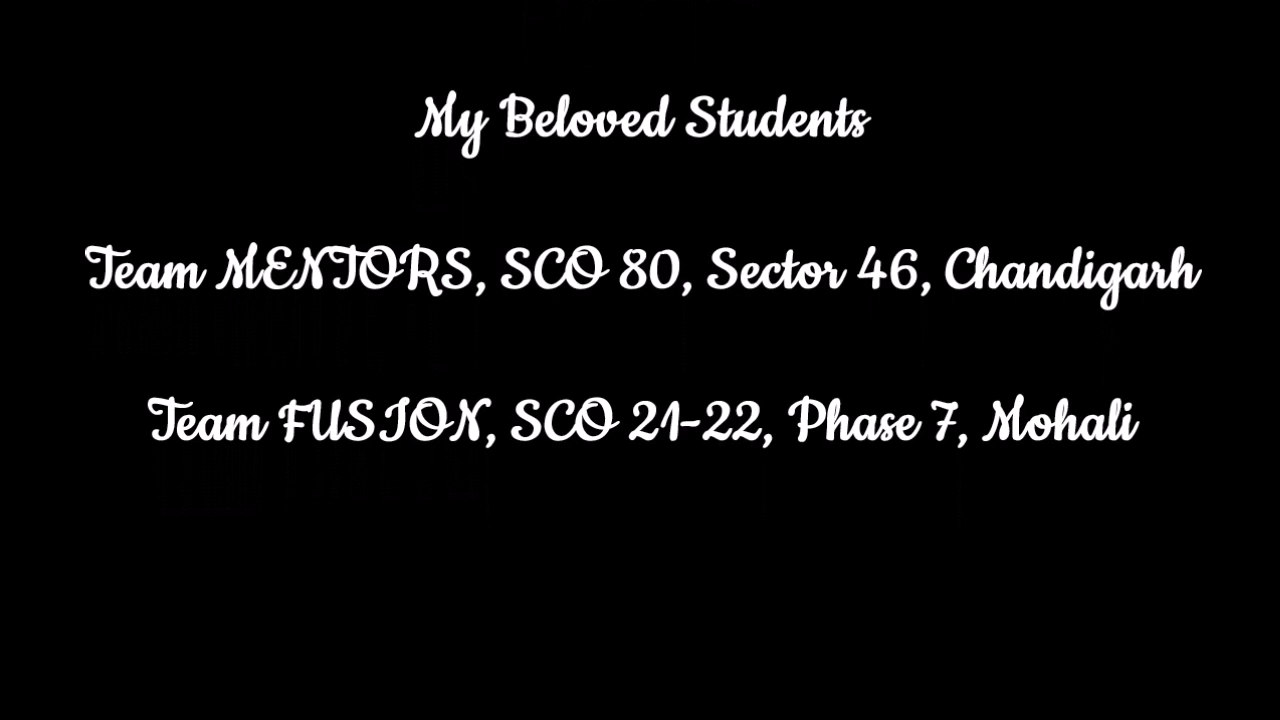 My Beloved Students
Team MENTORS, SCO 80, Sector 46, Chandigarh
Team FUSION, SCO 21-22, Phase 7, Mohali